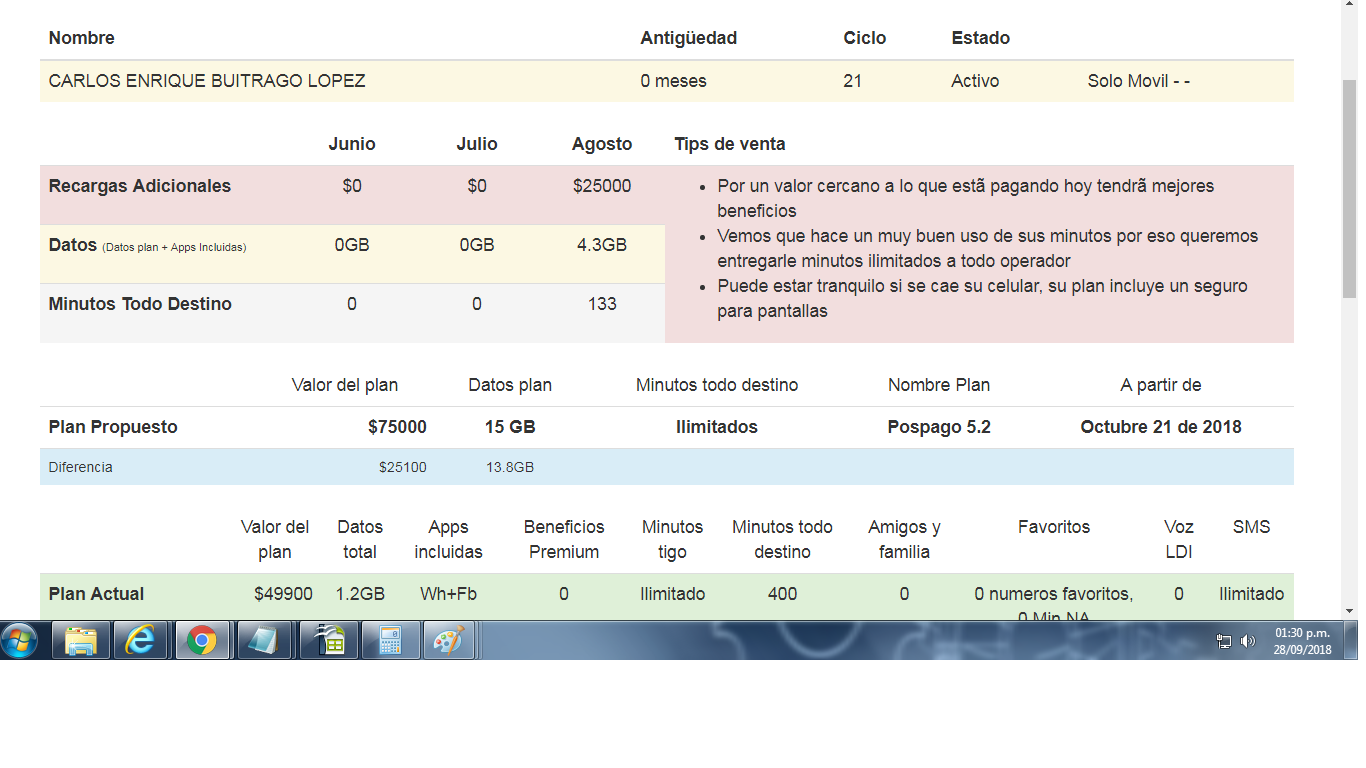 Nombre Antigüedad Ciclo Estado
CARLOS ENRIQUE BUITRAGO LOPEZ 0 meses 21 Activo Solo Movil - -
Junio Julio Agosto Tips de venta
Recargas Adicionales $0 $0 $25000
• Por un valor cercano a lo que estã pagando hoy tendrã mejores
beneficios
Datos (Datos plan + Apps Incluidas) 0GB 0GB 4.3GB
• Vemos que hace un muy buen uso de sus minutos por eso queremos
entregarle minutos ilimitados a todo operador
Minutos Todo Destino 0 0 133
• Puede estar tranquilo si se cae su celular, su plan incluye un seguro
para pantallas
Valor del plan Datos plan Minutos todo destino Nombre Plan A partir de
Plan Propuesto $75000 15 GB Ilimitados Pospago 5.2 Octubre 21 de 2018
Diferencia $25100 13.8GB
Valor del Datos Apps Beneficios Minutos Minutos todo Amigos y Favoritos Voz SMS
plan total incluidas Premium tigo destino familia LDI
Plan Actual $49900 1.2GB Wh+Fb 0 Ilimitado 400 0 0 numeros favoritos, 0 Ilimitado
0 Min NA
01:30 p.m.
28/09/2018